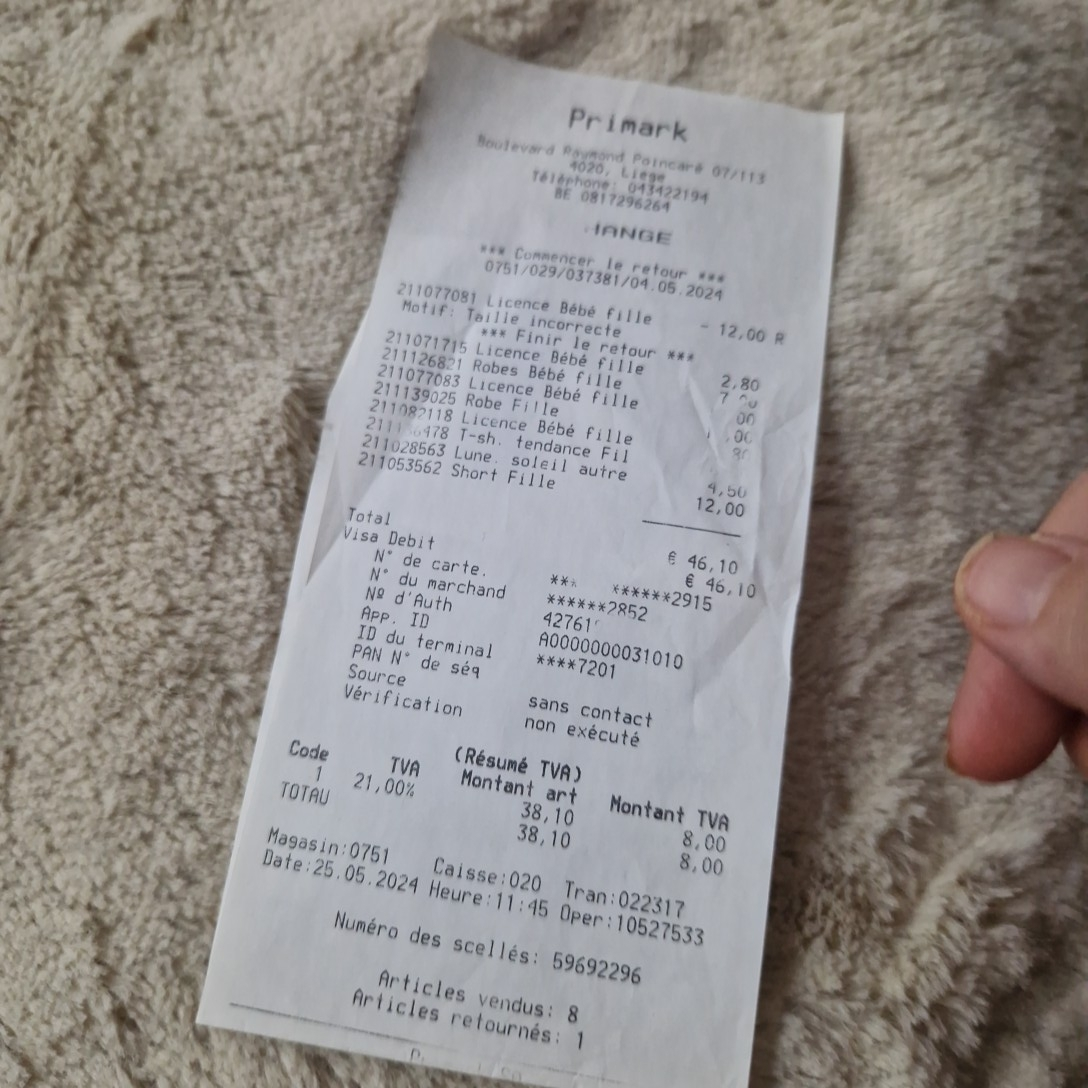 Primark
Boulevard Raymond Poincaré 07/113
4020, Liege
Téléphone: 043422194
BE 0817296264
HANGE
*** Commencer le retour ***
0751/029/037381/04.05.2024
211077081 Licence Bébé fille - 12,00 R
Motif: Taille incorrecte
*** Finir le retour ***
211071715 Licence Bébé fille 2,80
211126821 Robes Bébé fille
211077083 Licence Bébé fille
211139025 Robe Fille
211082118 Licence Bébé fille
T-sh. tendance Fil
211028563 Lune. soleil autre 4,50
211053562 Short Fille 12,00
Total € 46,10
Visa Debit € 46,10
N° de carte. ******2915
N° du marchand ******2852
Nº d'Auth 42761
App. ID A0000000031010
ID du terminal ****7201
PAN N° de séq
Source sans contact
Vérification non exécuté
(Résumé TVA)
Code TVA Montant art Montant TVA
1 21,00% 38,10 8,00
TOTAU 38,10 8,00
Magasin:0751 Caisse:020 Tran:022317
Date:25.05.2024 Heure:11:45 Oper:10527533
Numéro des scellés: 59692296
Articles vendus: 8
Articles retournés: 1